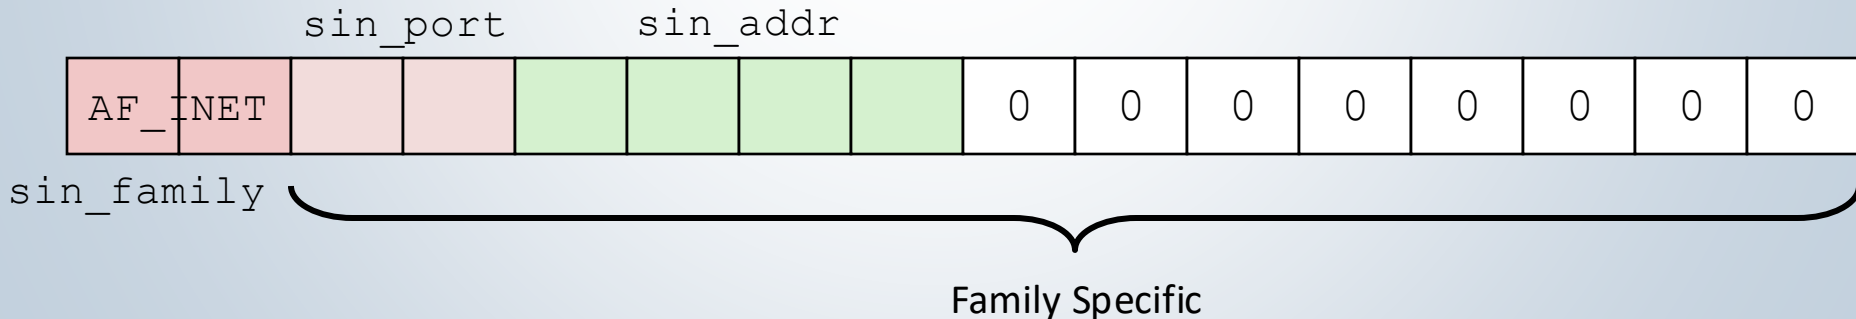 sin_port sin_addr
AF_INET 0 0 0 0 0 0 0 0
sin_family
Family Specific